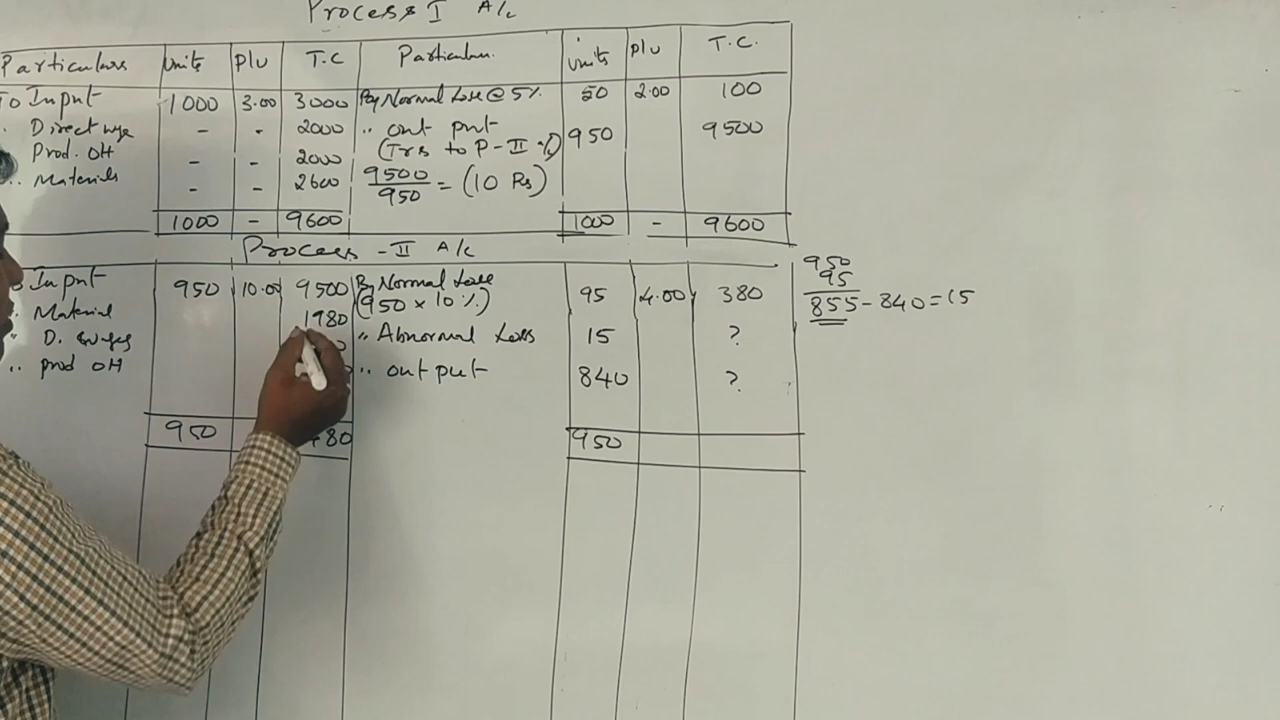 Process I A/c
Particulars Units P/U T.C Particulars Units P/U T.C.
To Input 1000 3.00 3000 By Normal Loss @ 5% 50 2.00 100
" Direct wge - - 2000 " out put 950 9500
Prod. OH - - 2000 (Trs to P-II A/c)
" Materials - - 2600 9500/950 = (10 Rs)
1000 - 9600 1000 - 9600
Process - II A/c
Input 950 10.00 9500 By Normal Loss 95 4.00 380
(950 x 10%)
" Material 1980
" D. wages " Abnormal Loss 15 ?
" prod OH " out put 840 ?
950 480 950
950
95
855 - 840 = 15